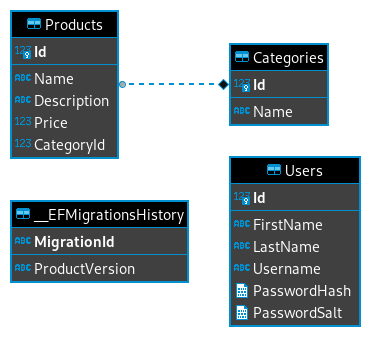 Products
123 Id
ABC Name
ABC Description
123 Price
123 CategoryId
Categories
123 Id
ABC Name
Users
123 Id
ABC FirstName
ABC LastName
ABC Username
PasswordHash
PasswordSalt
__EFMigrationsHistory
ABC MigrationId
ABC ProductVersion